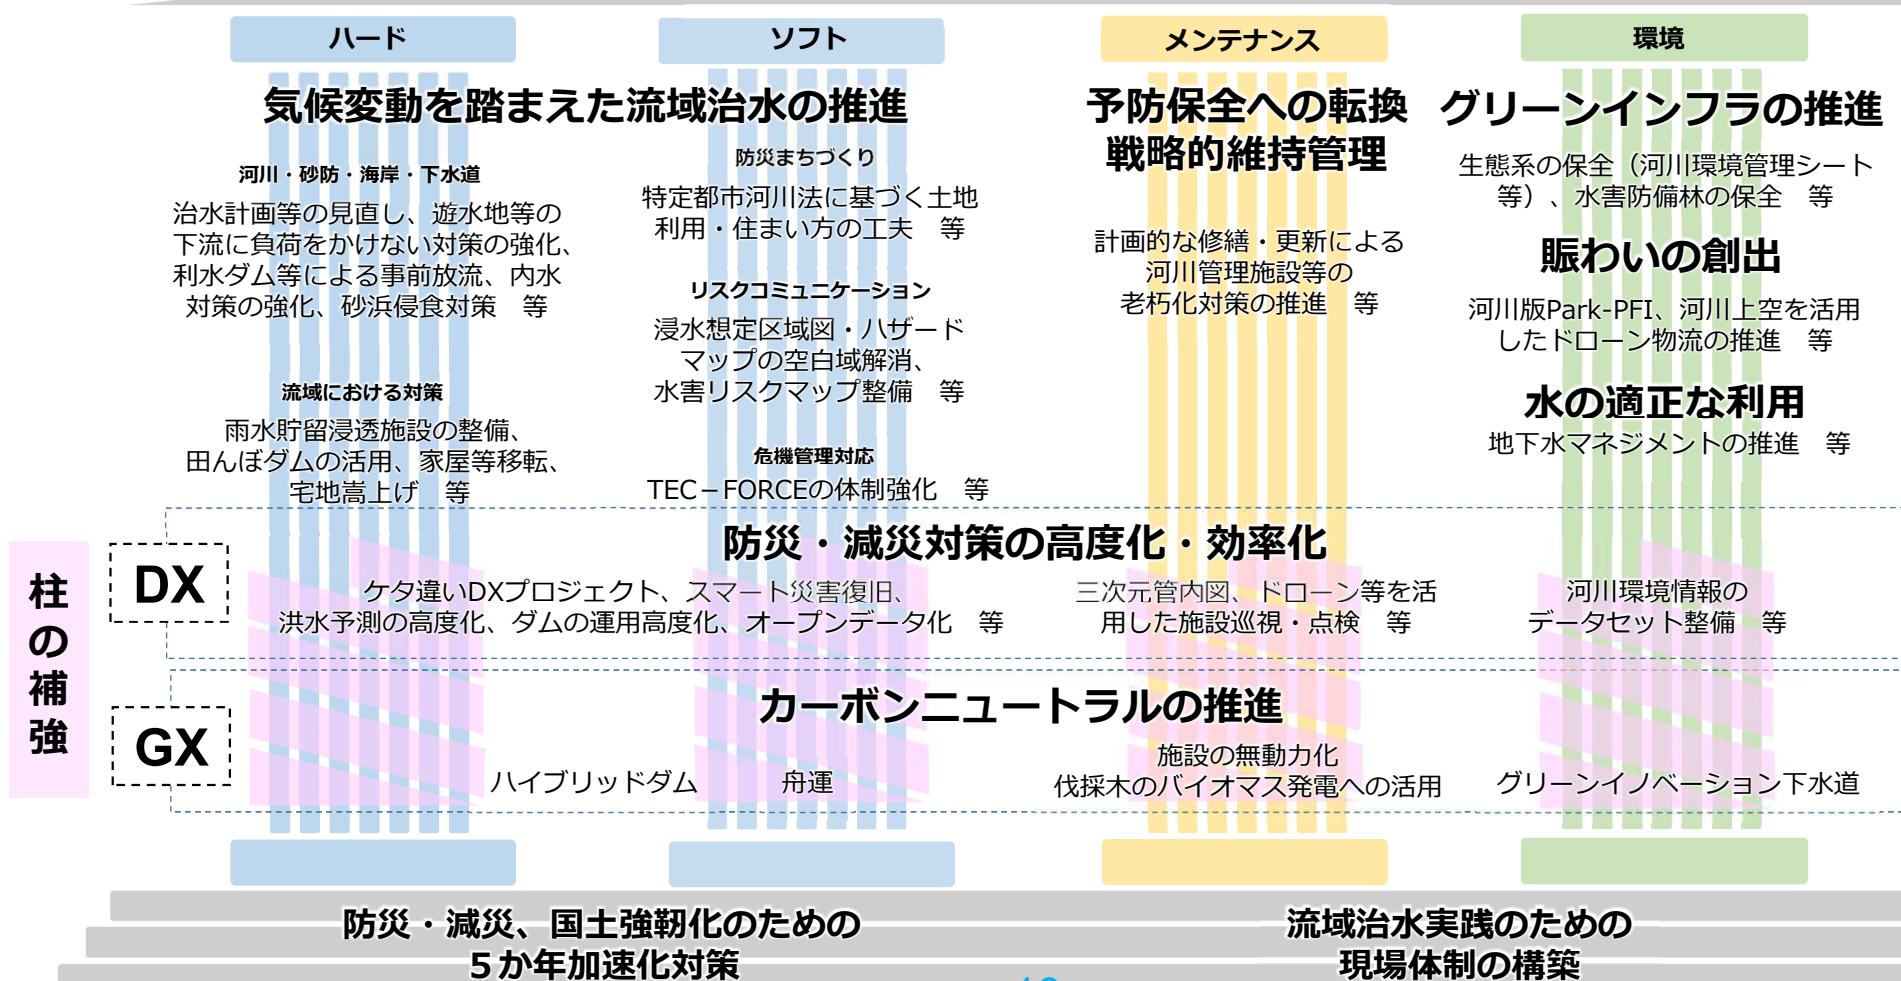 ハード
ソフト
メンテナンス
環境
気候変動を踏まえた流域治水の推進
河川・砂防・海岸・下水道
治水計画等の見直し、遊水地等の
下流に負荷をかけない対策の強化、
利水ダム等による事前放流、内水
対策の強化、砂浜侵食対策　等
流域における対策
雨水貯留浸透施設の整備、
田んぼダムの活用、家屋等移転、
宅地嵩上げ　等
防災まちづくり
特定都市河川法に基づく土地
利用・住まい方の工夫　等
リスクコミュニケーション
浸水想定区域図・ハザード
マップの空白域解消、
水害リスクマップ整備　等
危機管理対応
TEC－FORCEの体制強化　等
予防保全への転換
戦略的維持管理
計画的な修繕・更新による
河川管理施設等の
老朽化対策の推進　等
グリーンインフラの推進
生態系の保全（河川環境管理シート
等）、水害防備林の保全　等
賑わいの創出
河川版Park-PFI、河川上空を活用
したドローン物流の推進　等
水の適正な利用
地下水マネジメントの推進　等
柱の補強
DX
防災・減災対策の高度化・効率化
ケタ違いDXプロジェクト、スマート災害復旧、
洪水予測の高度化、ダムの運用高度化、オープンデータ化　等
三次元管内図、ドローン等を活
用した施設巡視・点検　等
河川環境情報の
データセット整備　等
GX
カーボンニュートラルの推進
ハイブリッドダム
舟運
施設の無動力化
伐採木のバイオマス発電への活用
グリーンイノベーション下水道
防災・減災、国土強靭化のための
５か年加速化対策
流域治水実践のための
現場体制の構築